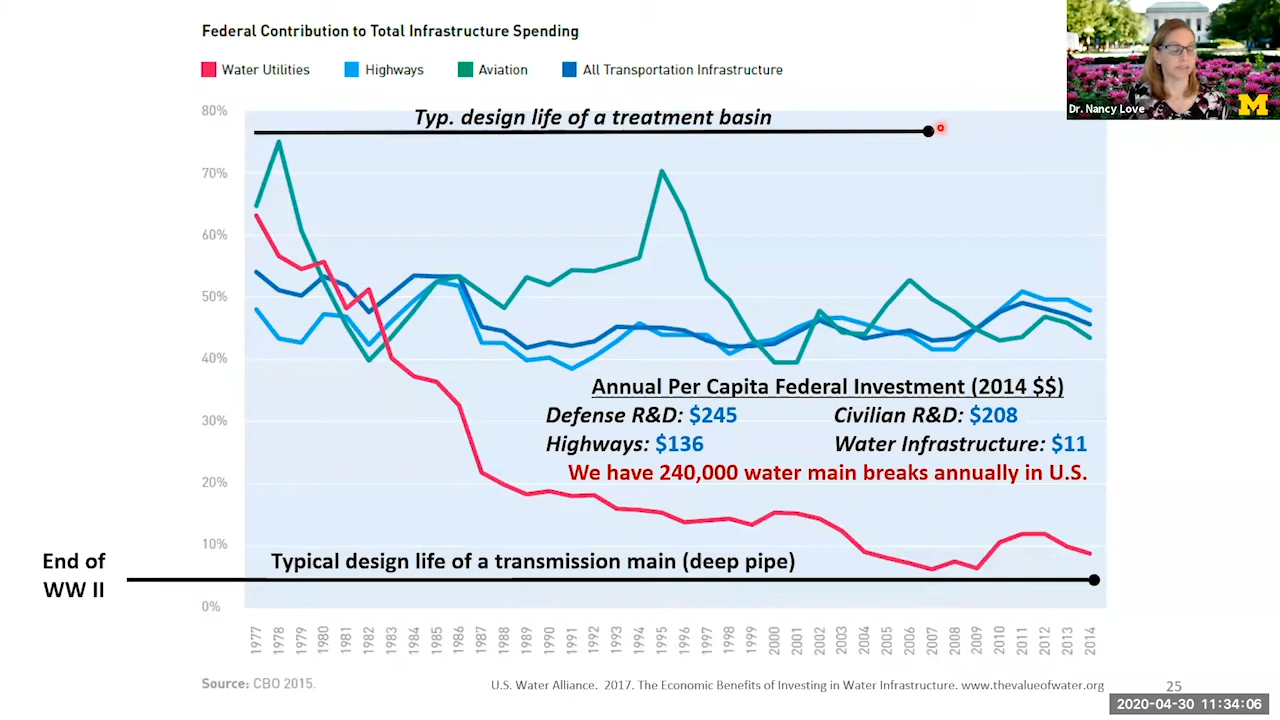 Federal Contribution to Total Infrastructure Spending
Water Utilities Highways Aviation All Transportation Infrastructure
Dr. Nancy Love
M
80%
70%
60%
50%
40%
30%
20%
10%
0%
Typ. design life of a treatment basin
Annual Per Capita Federal Investment (2014 $$)
Defense R&D: $245 Civilian R&D: $208
Highways: $136 Water Infrastructure: $11
We have 240,000 water main breaks annually in U.S.
End of
WW II
Typical design life of a transmission main (deep pipe)
1977 1978 1979 1980 1981 1982 1983 1984 1985 1986 1987 1988 1989 1990 1991 1992 1993 1994 1995 1996 1997 1998 1999 2000 2001 2002 2003 2004 2005 2006 2007 2008 2009 2010 2011 2012 2013 2014
Source: CBO 2015.
U.S. Water Alliance. 2017. The Economic Benefits of Investing in Water Infrastructure. www.thevalueofwater.org
25
2020-04-30 11:34:06